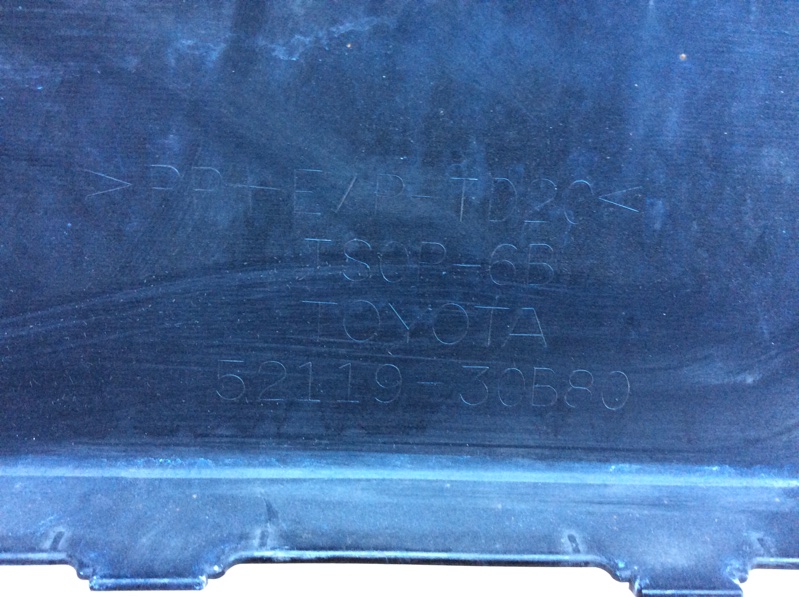 >PP+E/P-TD20<
TSOP-6B
TOYOTA
52119-30B80